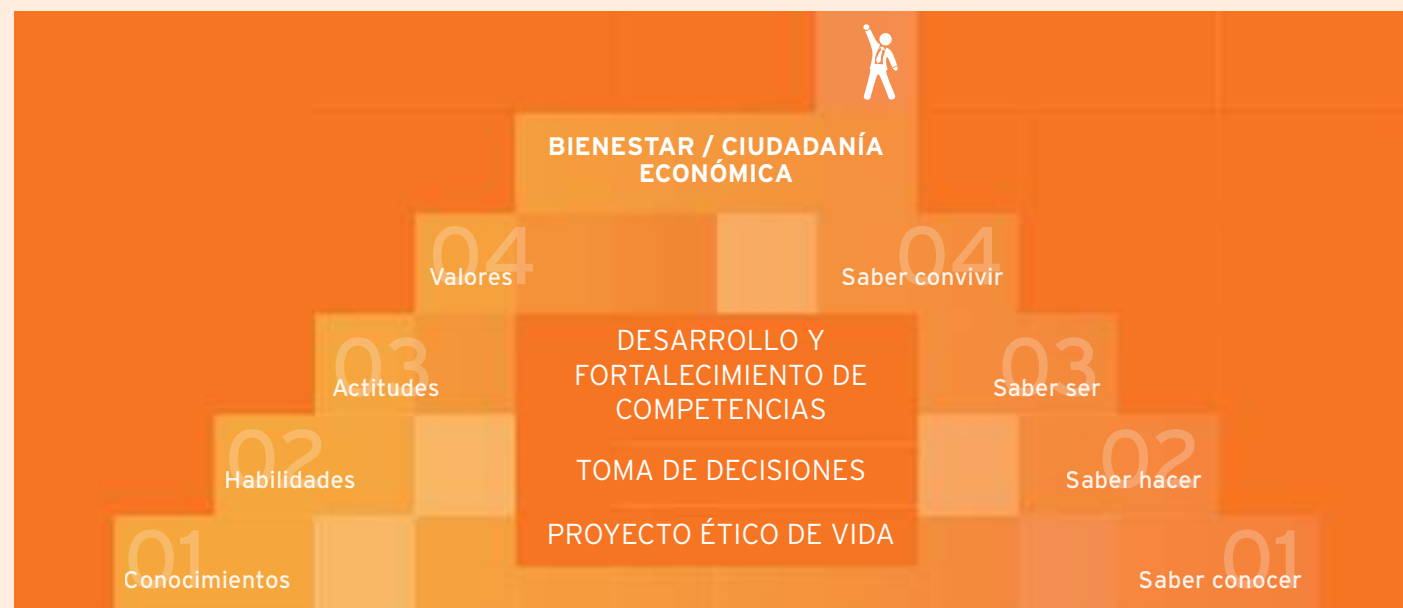 BIENESTAR / CIUDADANÍA
ECONÓMICA
04
Valores
04
Saber convivir
DESARROLLO Y
FORTALECIMIENTO DE
COMPETENCIAS
03
Actitudes
03
Saber ser
02
Habilidades
TOMA DE DECISIONES
02
Saber hacer
PROYECTO ÉTICO DE VIDA
01
Conocimientos
01
Saber conocer